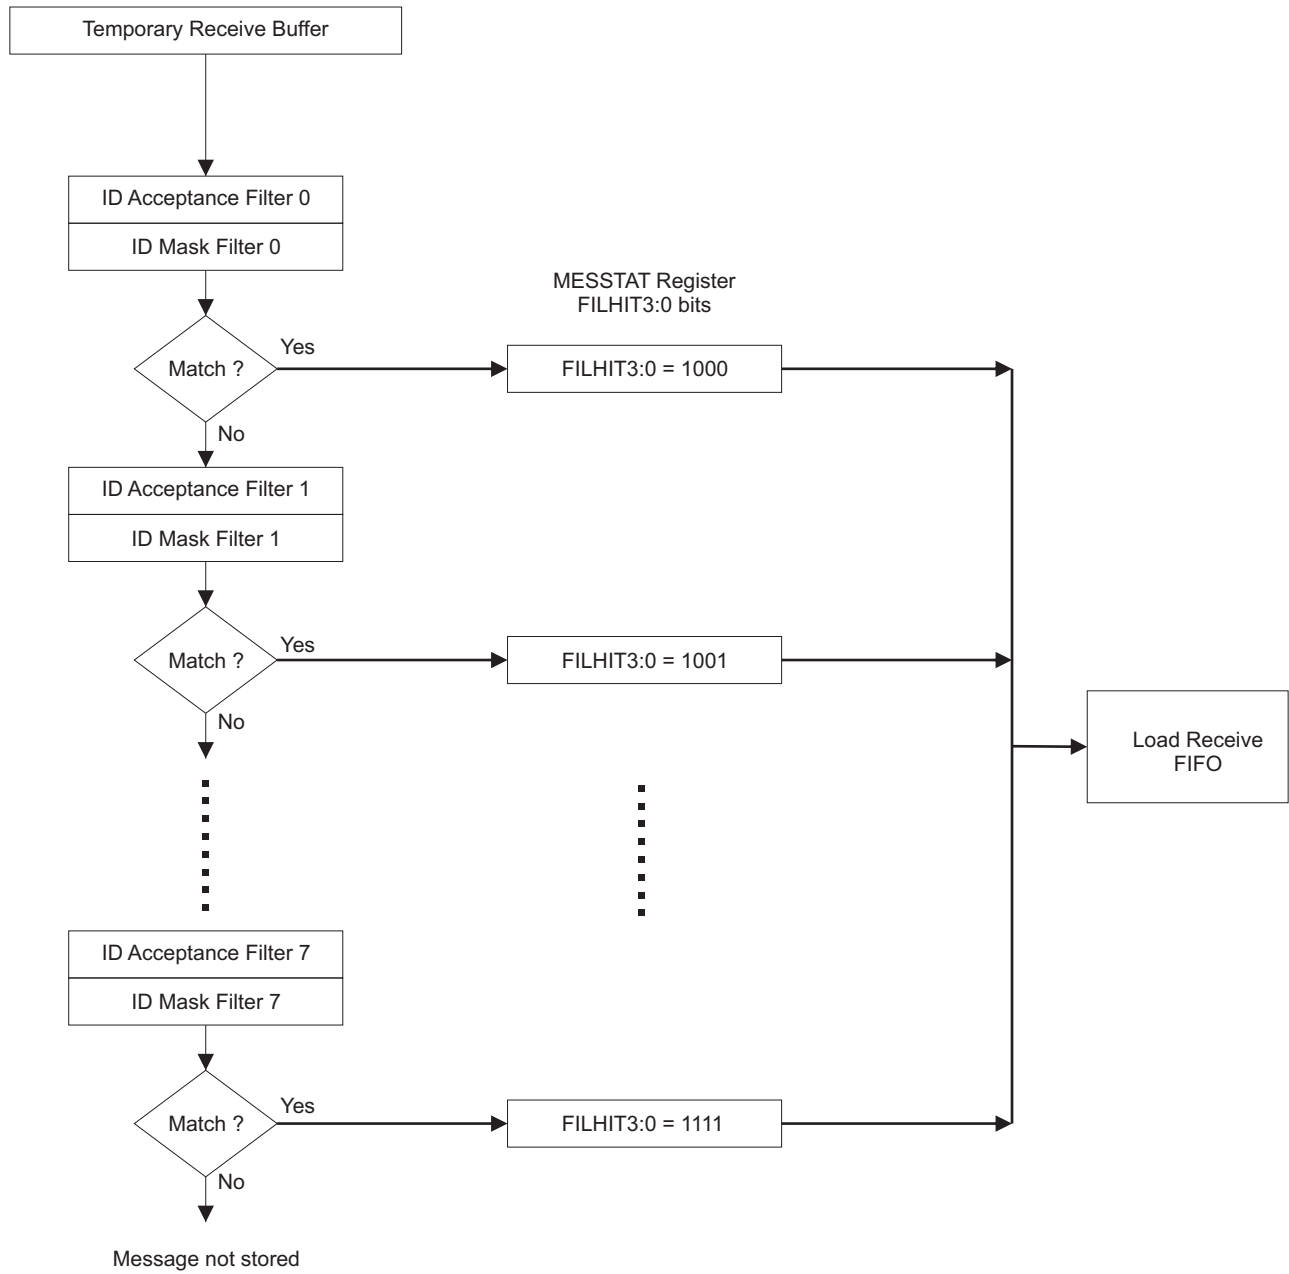 Temporary Receive Buffer
ID Acceptance Filter 0
ID Mask Filter 0
MESSTAT Register
FILHIT3:0 bits
Yes
Match ?
FILHIT3:0 = 1000
No
ID Acceptance Filter 1
ID Mask Filter 1
Yes
Match ?
FILHIT3:0 = 1001
No
Load Receive
FIFO
ID Acceptance Filter 7
ID Mask Filter 7
Yes
Match ?
FILHIT3:0 = 1111
No
Message not stored